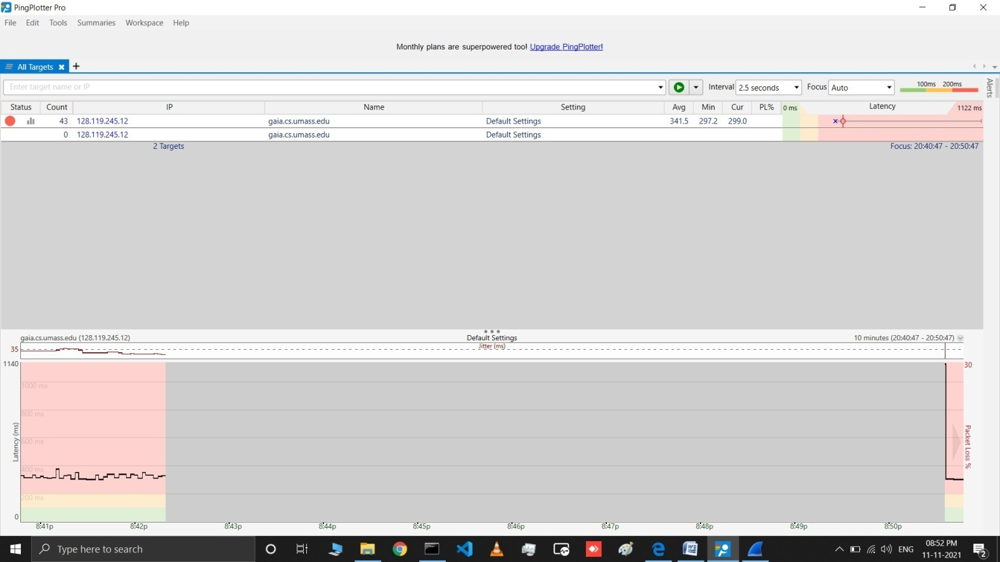 PingPlotter Pro
File Edit Tools Summaries Workspace Help
Monthly plans are superpowered too! Upgrade PingPlotter!
All Targets
Enter target name or IP Interval 2.5 seconds Focus Auto 100ms 200ms
Alerts
Status Count IP Name Setting Avg Min Cur PL% 0 ms Latency 1122 ms
43 128.119.245.12 gaia.cs.umass.edu Default Settings 341.5 297.2 299.0
0 128.119.245.12 gaia.cs.umass.edu Default Settings
2 Targets Focus: 20:40:47 - 20:50:47
gaia.cs.umass.edu (128.119.245.12) Default Settings 10 minutes (20:40:47 - 20:50:47)
35 Jitter (ms)
1140 30
1000 ms
800 ms
600 ms
400 ms
200 ms
0
Latency (ms)
Packet Loss %
8:41p 8:42p 8:43p 8:44p 8:45p 8:46p 8:47p 8:48p 8:49p 8:50p
Type here to search ENG 08:52 PM
11-11-2021 2